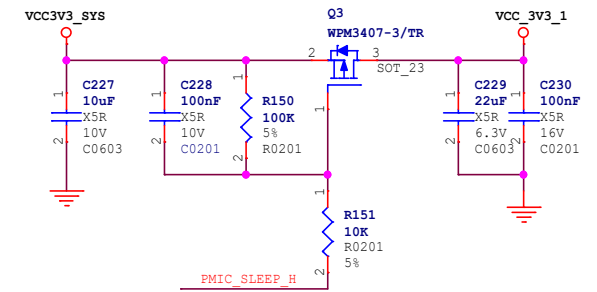 VCC3V3_SYS
Q3
VCC_3V3_1
WPM3407-3/TR
2
3
SOT_23
1
C227
10uF
X5R
10V
C0603
1
2
C228
100nF
X5R
10V
C0201
1
2
R150
100K
5%
R0201
1
2
1
C229
22uF
X5R
6.3V
C0603
1
2
C230
100nF
X5R
16V
C0201
1
2
R151
10K
R0201
5%
2
PMIC_SLEEP_H